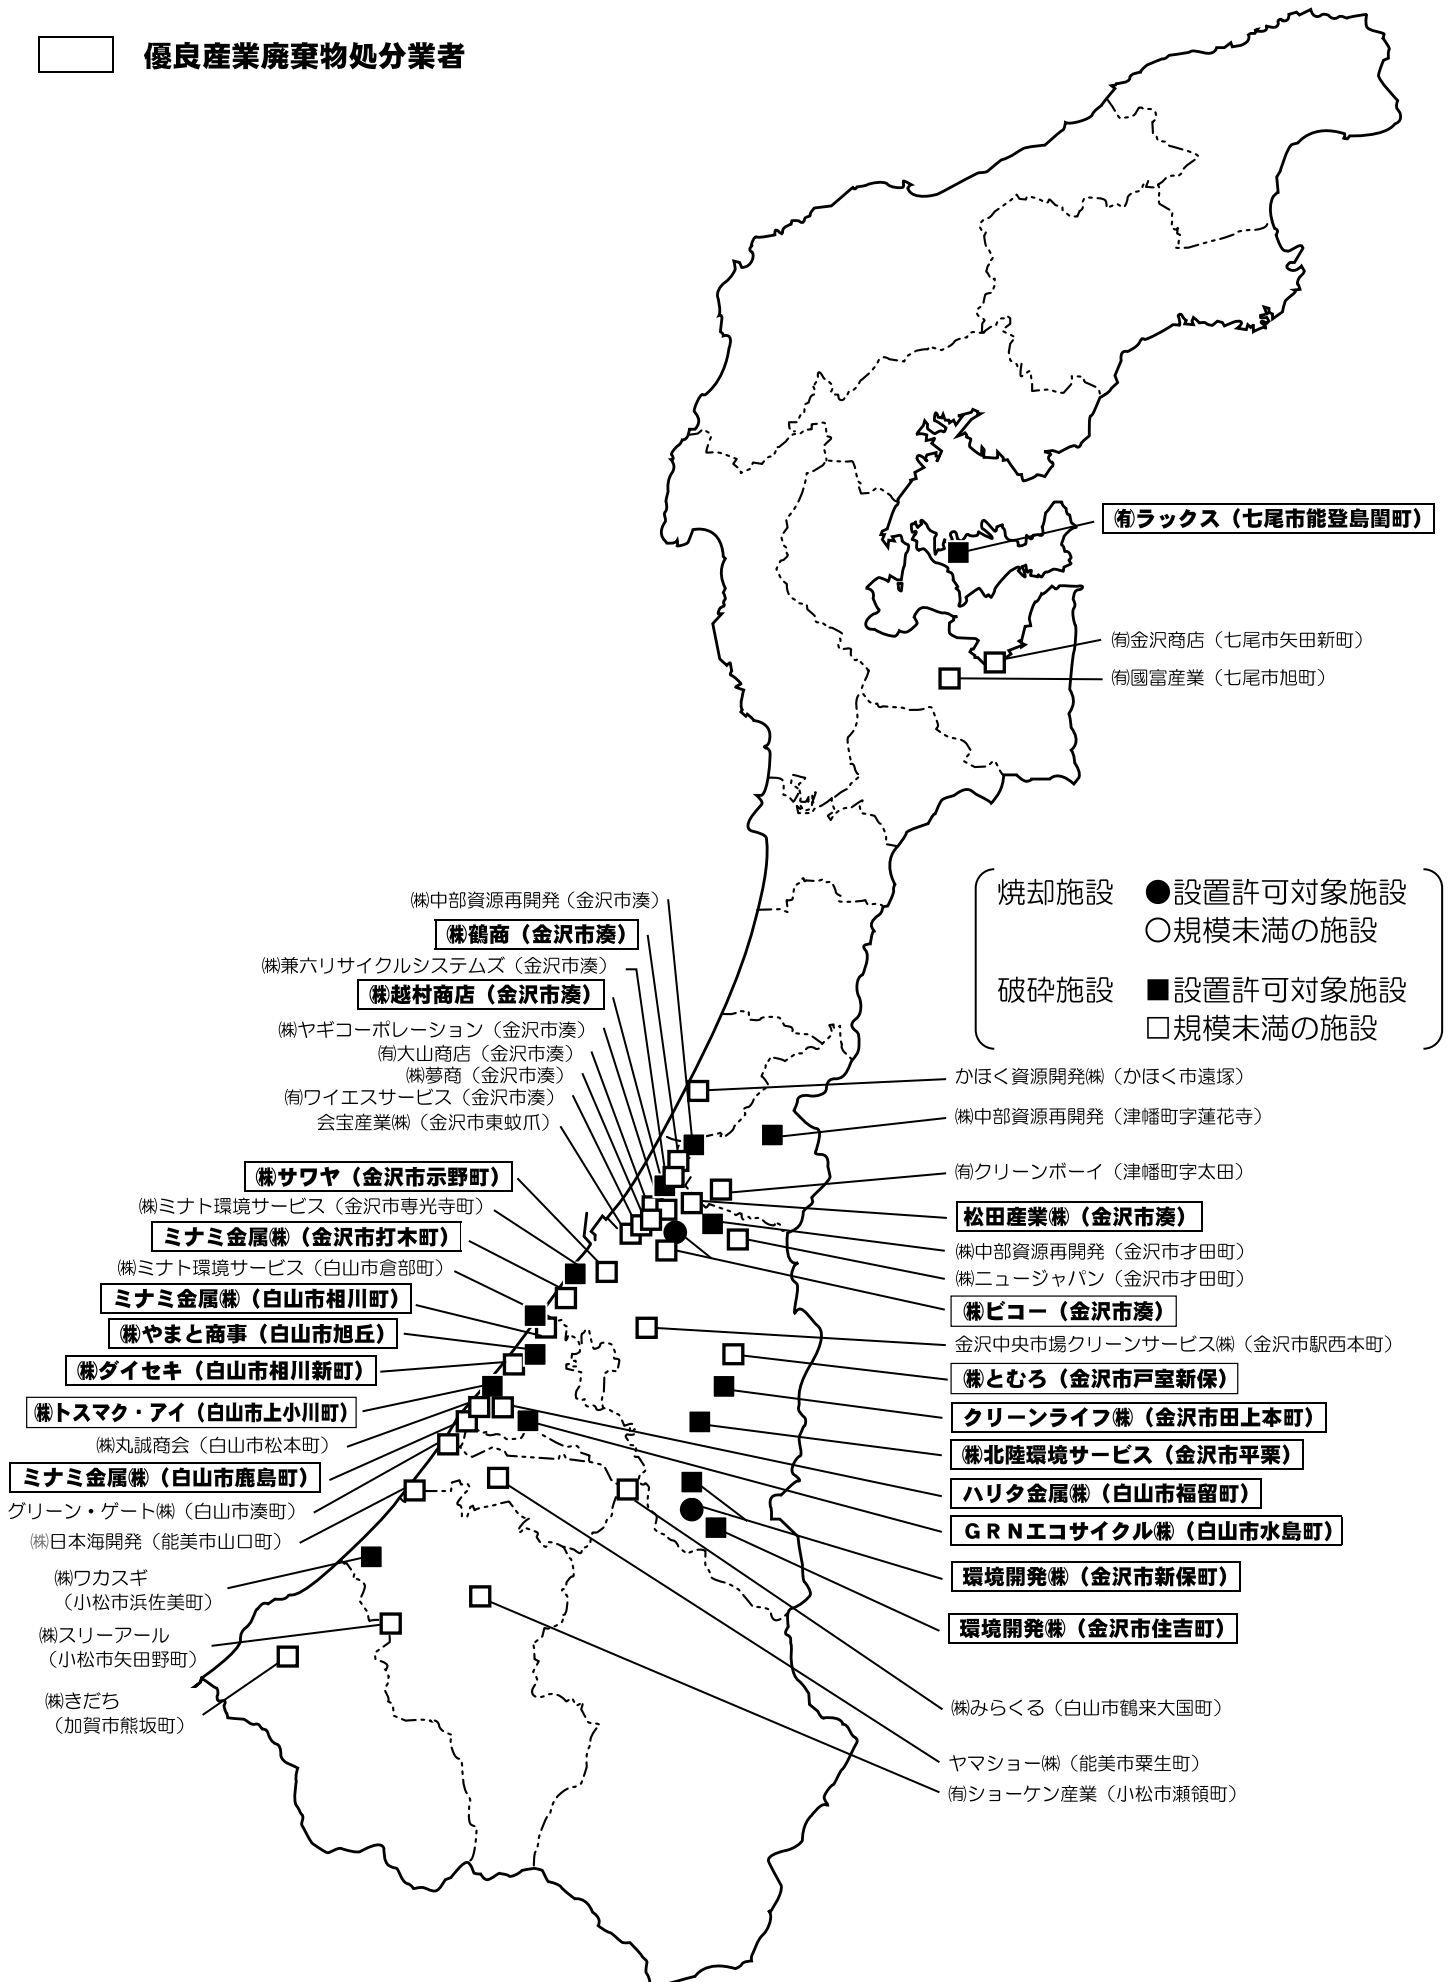 優良産業廃棄物処分業者
㈲ラックス（七尾市能登島閨町）
㈲金沢商店（七尾市矢田新町）
㈲國富産業（七尾市旭町）
焼却施設　●設置許可対象施設
○規模未満の施設
破砕施設　■設置許可対象施設
□規模未満の施設
㈱中部資源再開発（金沢市湊）
㈱鶴商（金沢市湊）
㈱兼六リサイクルシステムズ（金沢市湊）
㈱越村商店（金沢市湊）
㈱ヤギコーポレーション（金沢市湊）
㈲大山商店（金沢市湊）
㈱夢商（金沢市湊）
㈲ワイエスサービス（金沢市湊）
会宝産業㈱（金沢市東蚊爪）
㈱サワヤ（金沢市示野町）
㈱ミナト環境サービス（金沢市専光寺町）
ミナミ金属㈱（金沢市打木町）
㈱ミナト環境サービス（白山市倉部町）
ミナミ金属㈱（白山市相川町）
㈱やまと商事（白山市旭丘）
㈱ダイセキ（白山市相川新町）
㈱トスマク・アイ（白山市上小川町）
㈱丸誠商会（白山市松本町）
ミナミ金属㈱（白山市鹿島町）
グリーン・ゲート㈱（白山市湊町）
㈱日本海開発（能美市山口町）
㈱ワカスギ
（小松市浜佐美町）
㈱スリーアール
（小松市矢田野町）
㈱きだち
（加賀市熊坂町）
かほく資源開発㈱（かほく市遠塚）
㈱中部資源再開発（津幡町字蓮花寺）
㈲クリーンボーイ（津幡町字太田）
松田産業㈱（金沢市湊）
㈱中部資源再開発（金沢市才田町）
㈱ニュージャパン（金沢市才田町）
㈱ビコー（金沢市湊）
金沢中央市場クリーンサービス㈱（金沢市駅西本町）
㈱とむろ（金沢市戸室新保）
クリーンライフ㈱（金沢市田上本町）
㈱北陸環境サービス（金沢市平栗）
ハリタ金属㈱（白山市福留町）
ＧＲＮエコサイクル㈱（白山市水島町）
環境開発㈱（金沢市新保町）
環境開発㈱（金沢市住吉町）
㈱みらくる（白山市鶴来大国町）
ヤマショー㈱（能美市粟生町）
㈲ショーケン産業（小松市瀬領町）